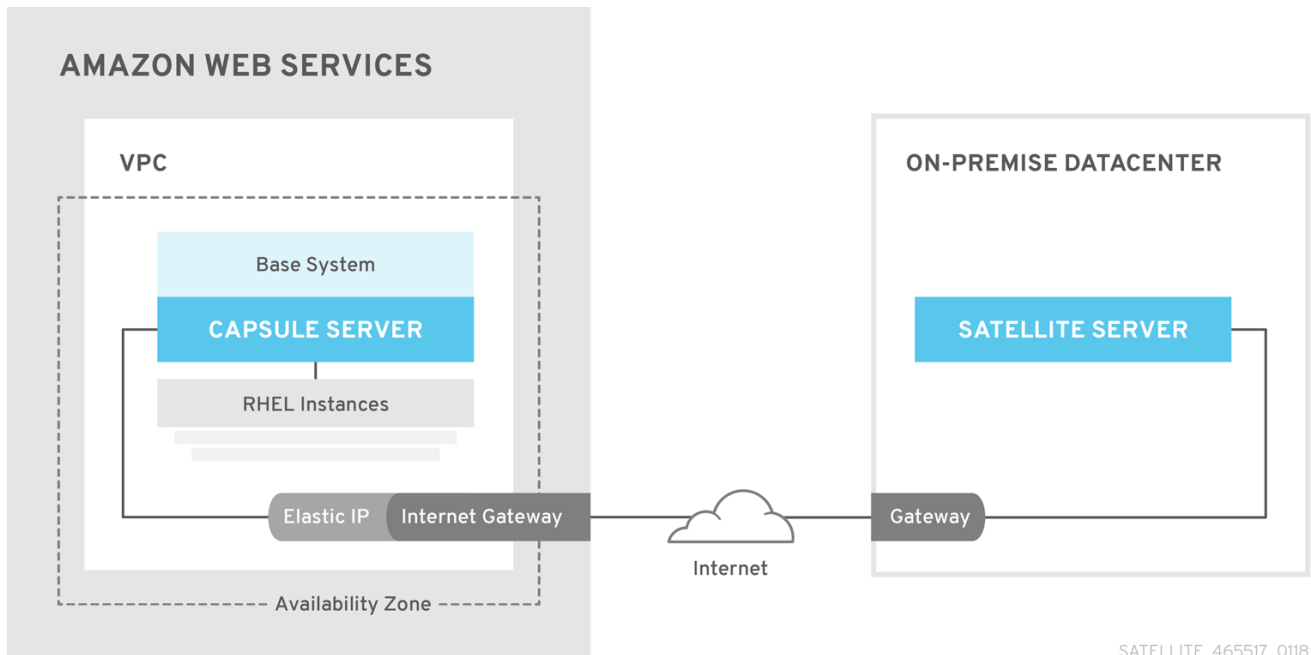 AMAZON WEB SERVICES
VPC
Base System
CAPSULE SERVER
RHEL Instances
Elastic IP
Internet Gateway
Availability Zone
Internet
ON-PREMISE DATACENTER
SATELLITE SERVER
Gateway
SATELLITE_465517_0118